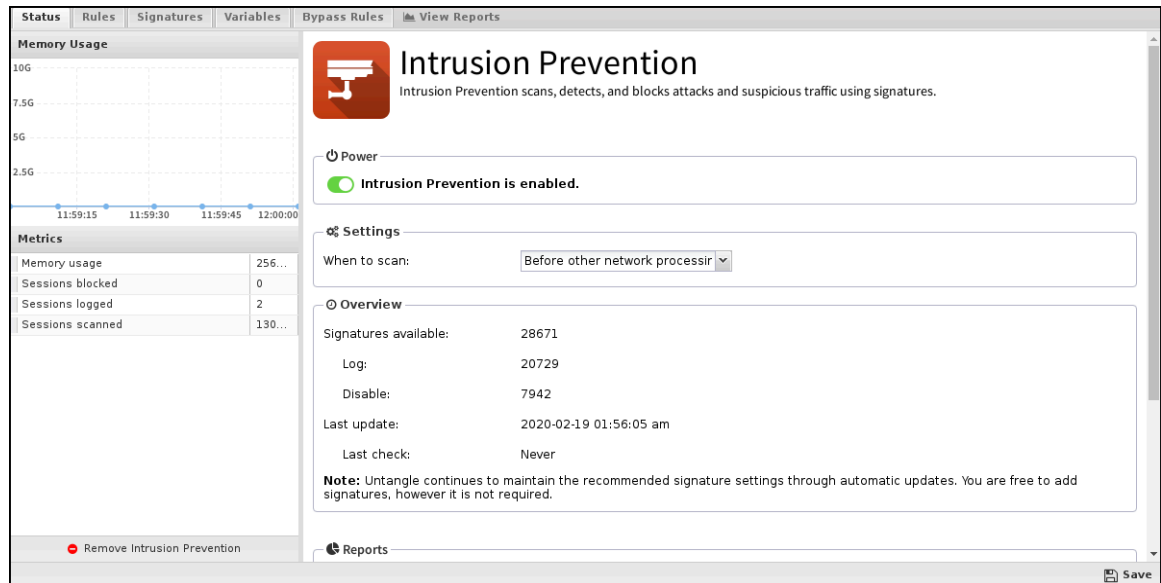 Status Rules Signatures Variables Bypass Rules View Reports
Memory Usage
10G
7.5G
5G
2.5G
11:59:15 11:59:30 11:59:45 12:00:00
Metrics
Memory usage 256...
Sessions blocked 0
Sessions logged 2
Sessions scanned 130...
Remove Intrusion Prevention
Intrusion Prevention
Intrusion Prevention scans, detects, and blocks attacks and suspicious traffic using signatures.
Power
Intrusion Prevention is enabled.
Settings
When to scan: Before other network processir
Overview
Signatures available: 28671
Log: 20729
Disable: 7942
Last update: 2020-02-19 01:56:05 am
Last check: Never
Note: Untangle continues to maintain the recommended signature settings through automatic updates. You are free to add
signatures, however it is not required.
Reports
Save